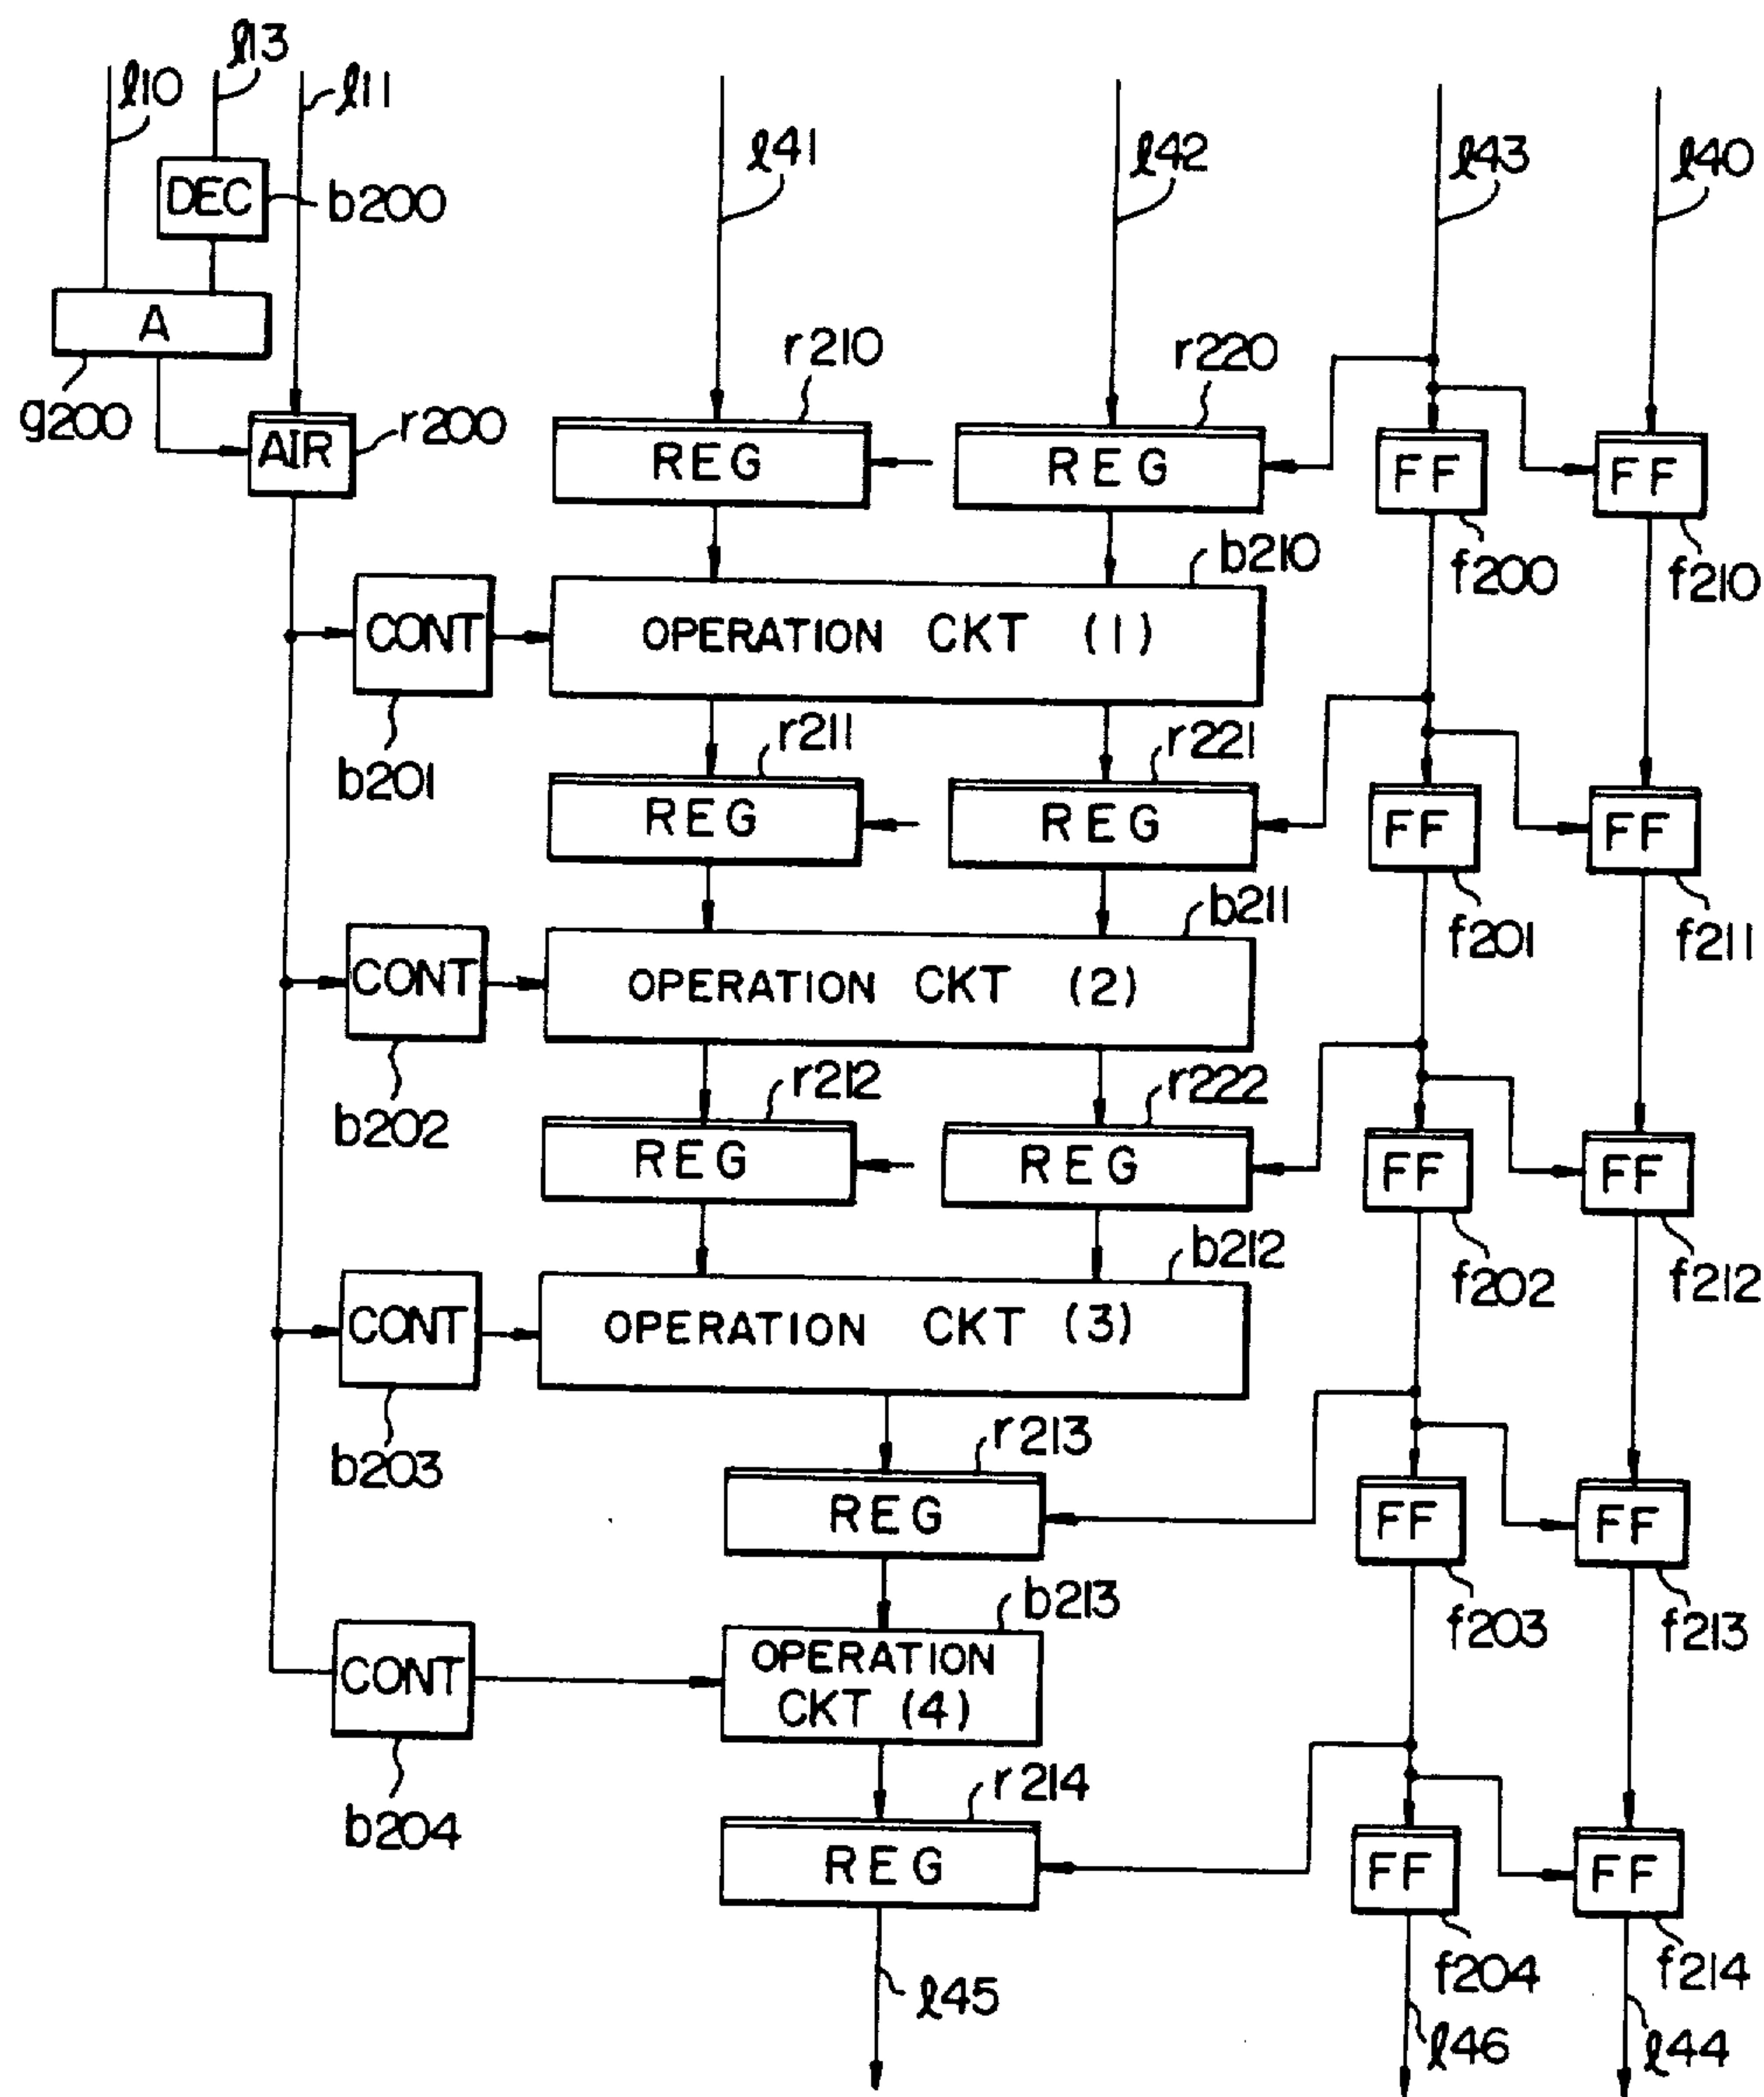 ℓ10
ℓ13
ℓ11
ℓ41
ℓ42
ℓ43
ℓ40
DEC
b200
A
g200
AIR
r200
r210
REG
r220
REG
FF
f200
FF
f210
CONT
b201
b210
OPERATION CKT (1)
r211
REG
r221
REG
FF
f201
FF
f211
CONT
b202
b211
OPERATION CKT (2)
r212
REG
r222
REG
FF
f202
FF
f212
CONT
b203
b212
OPERATION CKT (3)
r213
REG
FF
f203
FF
f213
CONT
b204
b213
OPERATION
CKT (4)
r214
REG
FF
f204
FF
f214
ℓ45
ℓ46
ℓ44